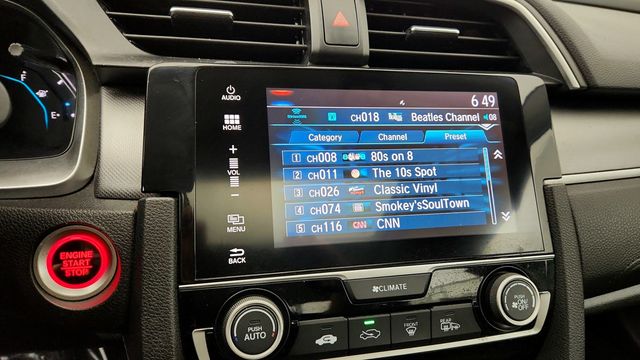 AUDIO
HOME
VOL
MENU
BACK
6 49
CH018 Beatles Channel 08
Category Channel Preset
1 CH008 80s on 8
2 CH010 The 10s Spot
3 CH026 Classic Vinyl
4 CH074 Smokey'sSoulTown
5 CH116 CNN CNN
E
ENGINE
START
STOP
CLIMATE
PUSH
AUTO
FRONT
REAR
PUSH
ON/
OFF